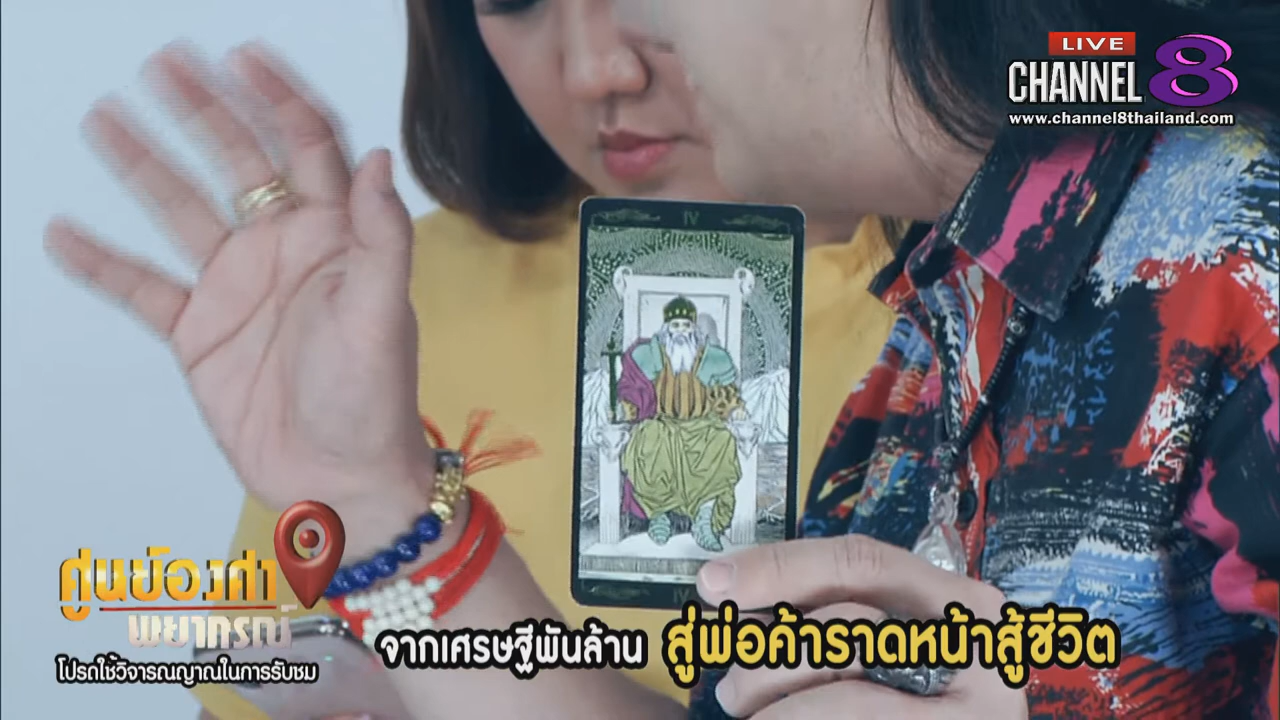 LIVE
CHANNEL 8
www.channel8thailand.com
IV
IV
ศูนย์องศา
พยากรณ์
โปรดใช้วิจารณญาณในการรับชม
จากเศรษฐีพันล้าน สู่พ่อค้าราดหน้าสู้ชีวิต